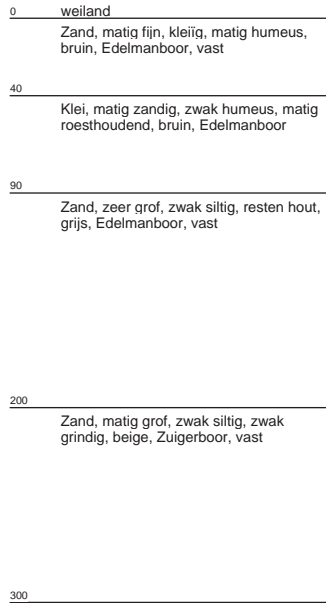 0 weiland
Zand, matig fijn, kleiïg, matig humeus,
bruin, Edelmanboor, vast
40
Klei, matig zandig, zwak humeus, matig
roesthoudend, bruin, Edelmanboor
90
Zand, zeer grof, zwak siltig, resten hout,
grijs, Edelmanboor, vast
200
Zand, matig grof, zwak siltig, zwak
grindig, beige, Zuigerboor, vast
300